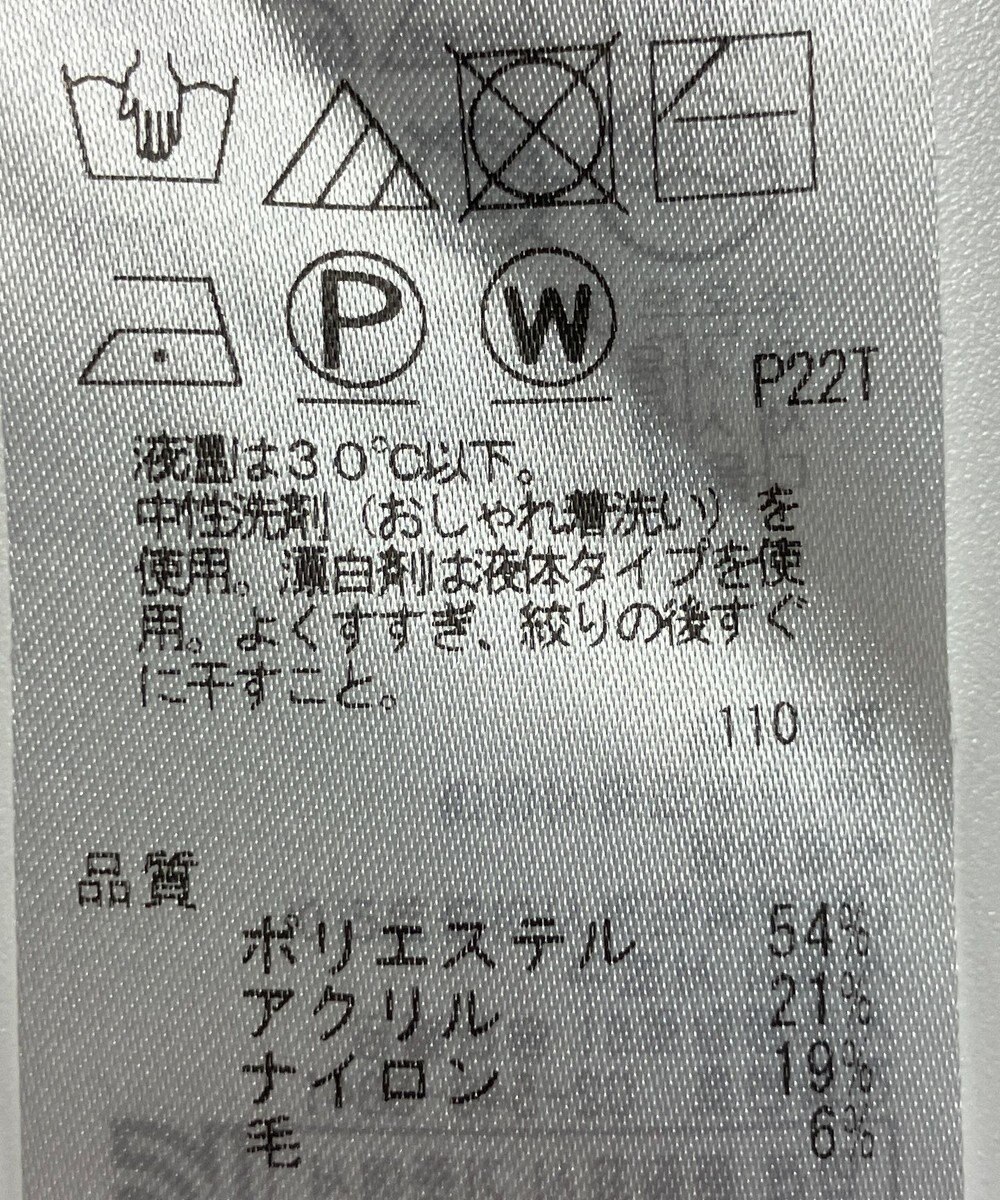 P W
P22T
液温は30℃以下。
中性洗剤（おしゃれ着洗い）を
使用。漂白剤は液体タイプを使
用。よくすすぎ、絞りの後すぐ
に干すこと。
110
品質
ポリエステル 54%
アクリル 21%
ナイロン 19%
毛 6%